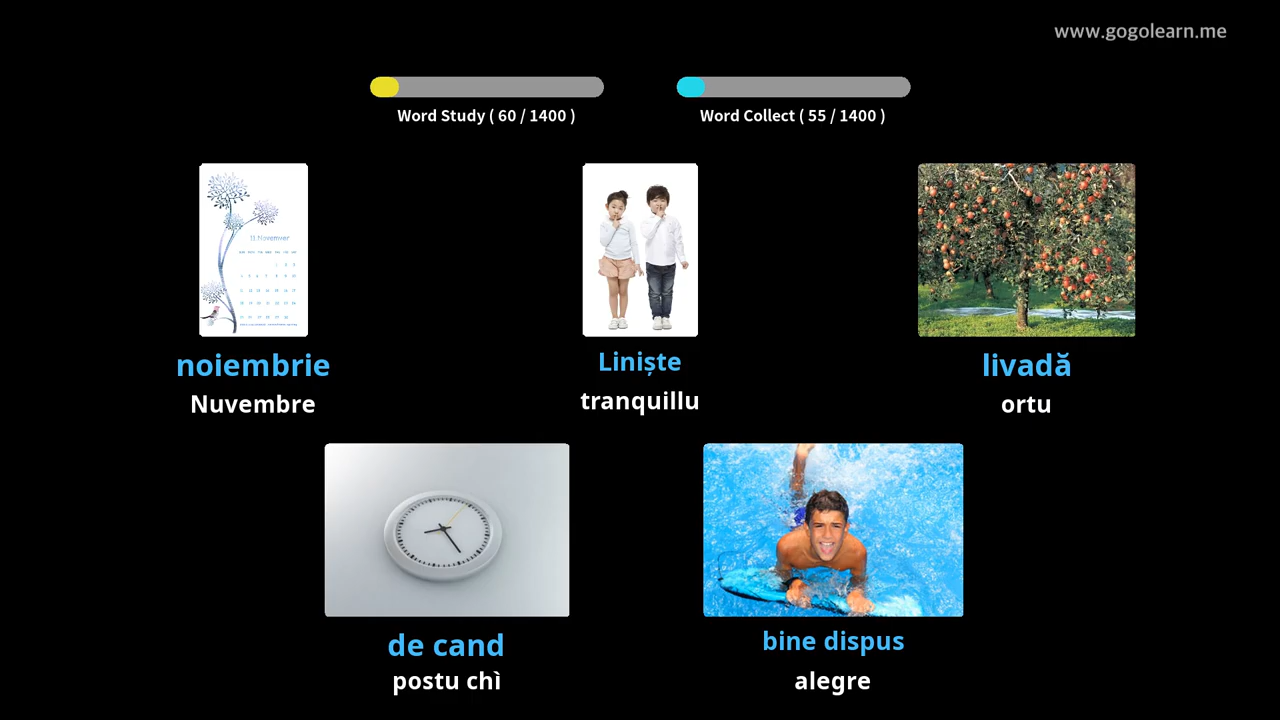 www.gogolearn.me
Word Study ( 60 / 1400 )
Word Collect ( 55 / 1400 )
noiembrie
Nuvembre
Liniște
tranquillu
livadă
ortu
de cand
postu chì
bine dispus
alegre